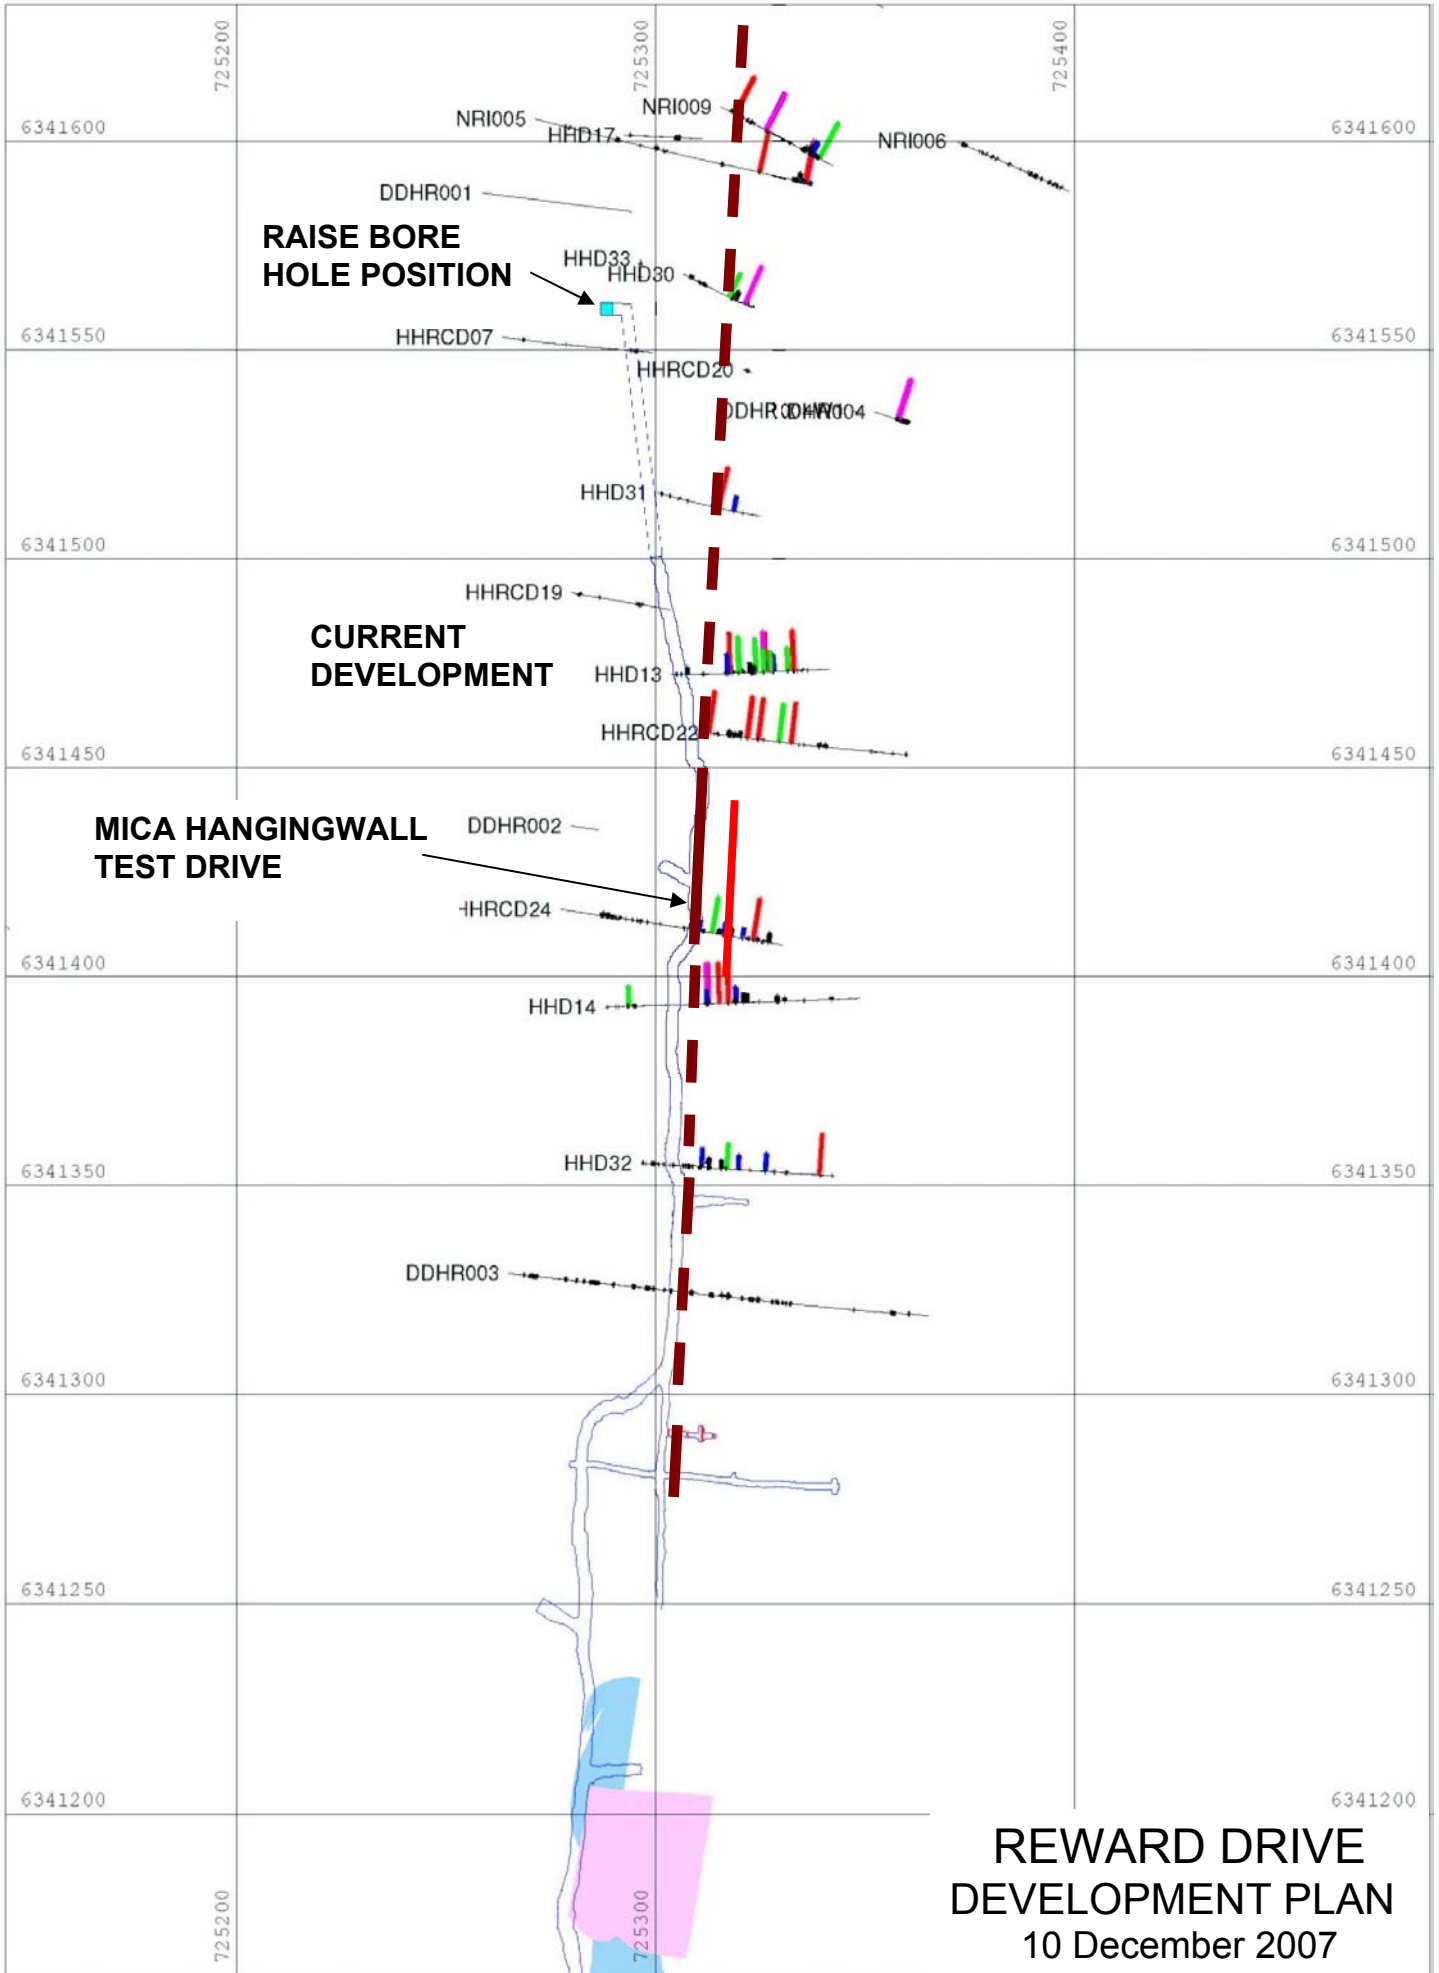 725200
725300
725400
NRI009
NRI005
HHD17
NRI006
6341600
6341600
DDHR001
RAISE BORE
HOLE POSITION
HHD33
HHD30
HHRCD07
6341550
6341550
HHRCD20
HHD31
6341500
6341500
HHRCD19
CURRENT
DEVELOPMENT
HHD13
HHRCD22
6341450
6341450
MICA HANGINGWALL
TEST DRIVE
DDHR002
HHRCD24
6341400
6341400
HHD14
HHD32
6341350
6341350
DDHR003
6341300
6341300
6341250
6341250
6341200
6341200
725200
725300
REWARD DRIVE
DEVELOPMENT PLAN
10 December 2007